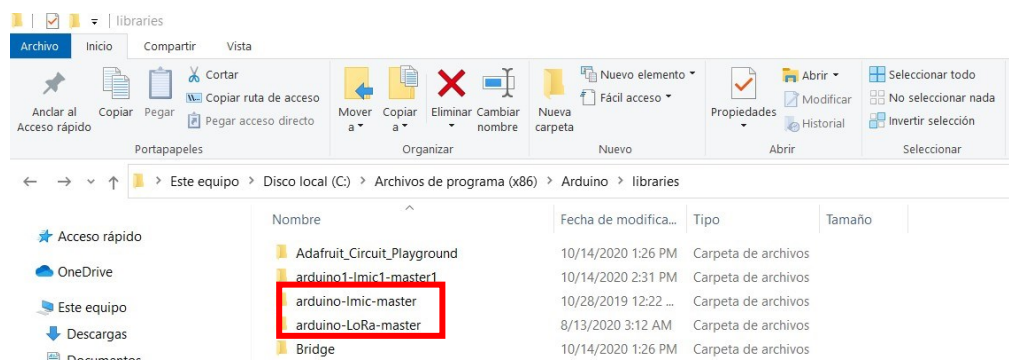 libraries
Archivo Inicio Compartir Vista
Anclar al Acceso rápido
Copiar
Pegar
Cortar
Copiar ruta de acceso
Pegar acceso directo
Portapapeles
Mover a
Copiar a
Eliminar
Cambiar nombre
Organizar
Nueva carpeta
Nuevo elemento
Fácil acceso
Nuevo
Propiedades
Abrir
Modificar
Historial
Abrir
Seleccionar todo
No seleccionar nada
Invertir selección
Seleccionar
Este equipo > Disco local (C:) > Archivos de programa (x86) > Arduino > libraries
Nombre Fecha de modifica... Tipo Tamaño
Acceso rápido
OneDrive
Este equipo
Descargas
Documentos
Adafruit_Circuit_Playground 10/14/2020 1:26 PM Carpeta de archivos
arduino1-lmic1-master1 10/14/2020 2:31 PM Carpeta de archivos
arduino-lmic-master 10/28/2019 12:22 ... Carpeta de archivos
arduino-LoRa-master 8/13/2020 3:12 AM Carpeta de archivos
Bridge 10/14/2020 1:26 PM Carpeta de archivos